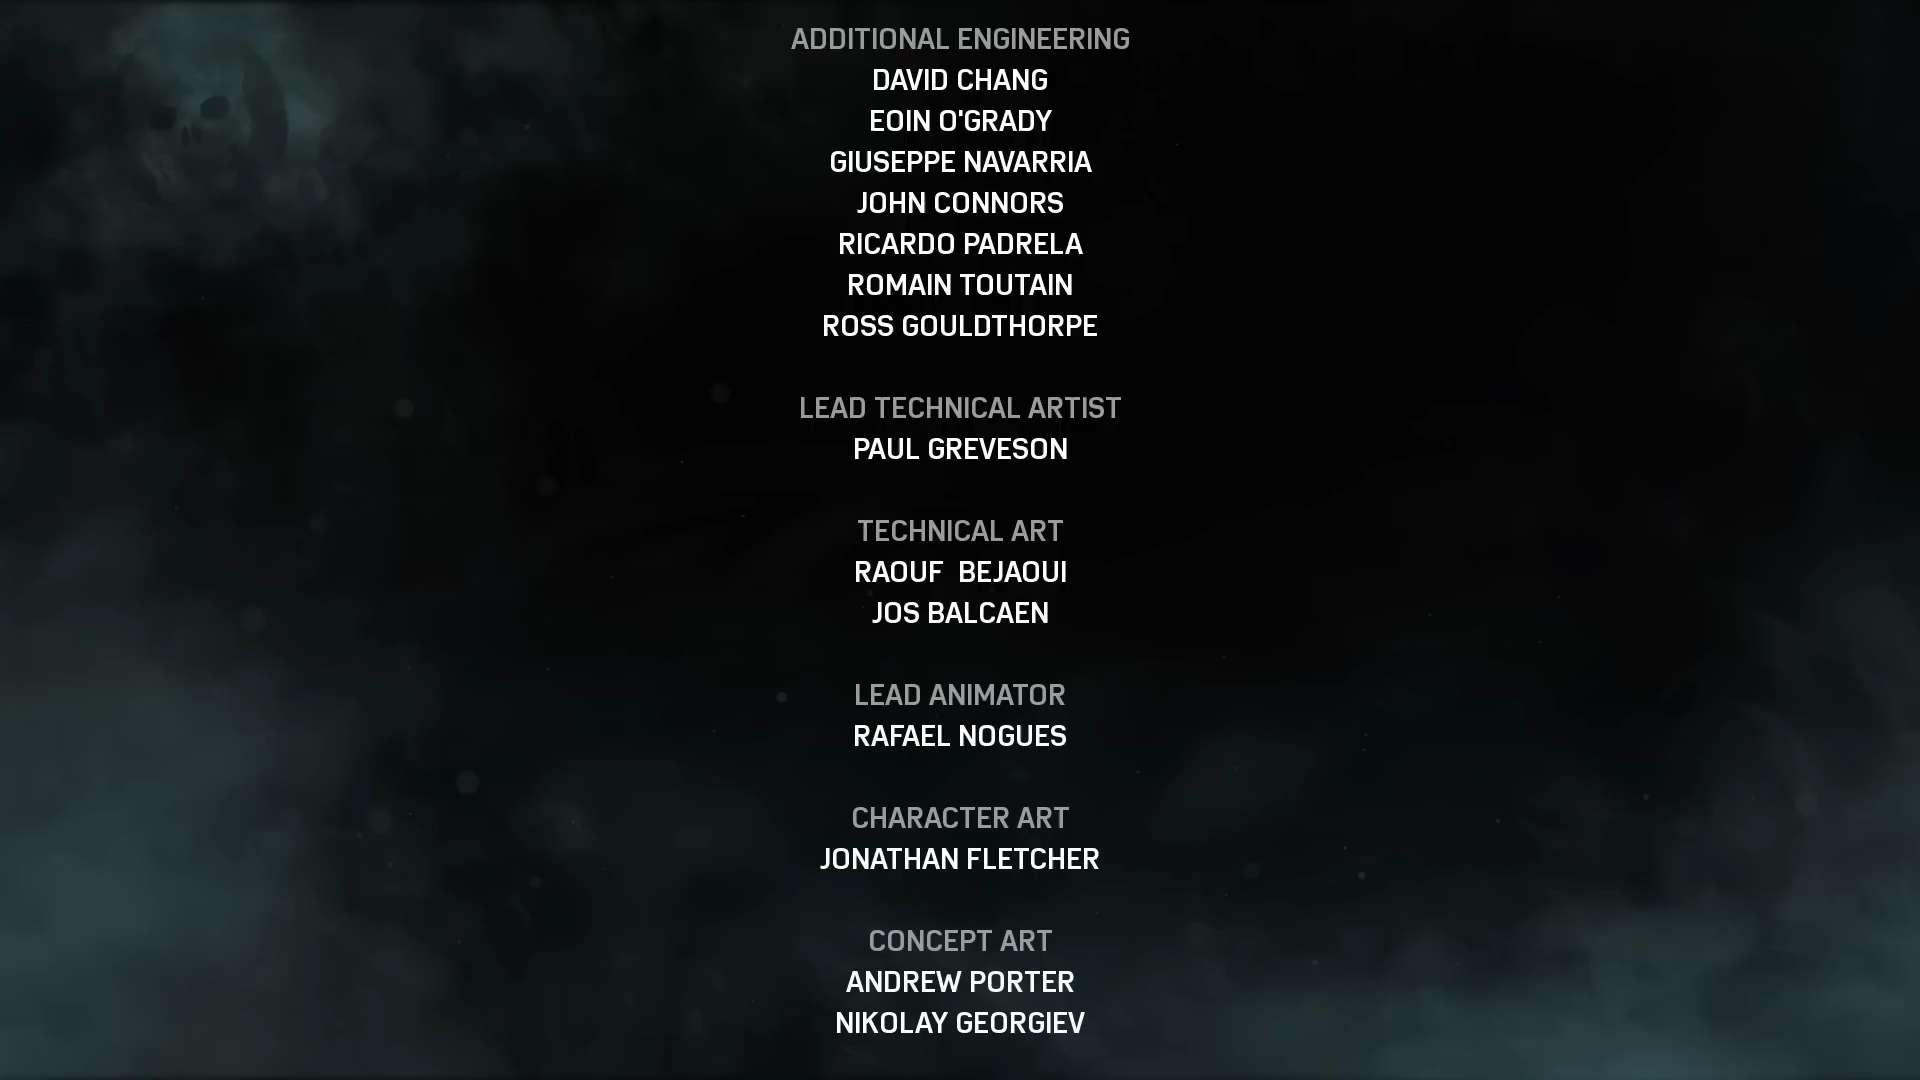 ADDITIONAL ENGINEERING
DAVID CHANG
EOIN O'GRADY
GIUSEPPE NAVARRIA
JOHN CONNORS
RICARDO PADRELA
ROMAIN TOUTAIN
ROSS GOULDTHORPE
LEAD TECHNICAL ARTIST
PAUL GREVESON
TECHNICAL ART
RAOUF  BEJAOUI
JOS BALCAEN
LEAD ANIMATOR
RAFAEL NOGUES
CHARACTER ART
JONATHAN FLETCHER
CONCEPT ART
ANDREW PORTER
NIKOLAY GEORGIEV